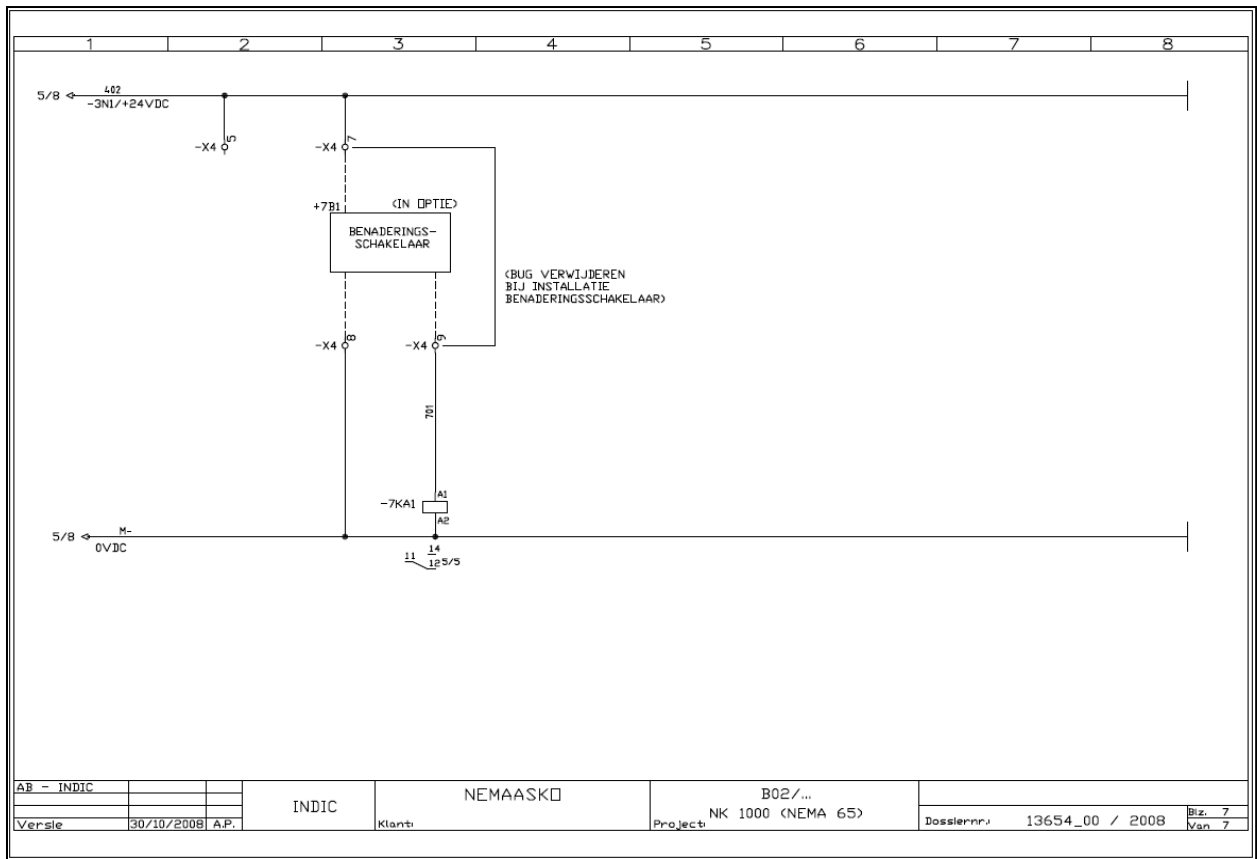 1 2 3 4 5 6 7 8
5/8 402
-3N1/+24VDC
-X4 5
-X4 7
+7B1 (IN OPTIE)
BENADERINGS-
SCHAKELAAR
(BUG VERWIJDEREN
BIJ INSTALLATIE
BENADERINGSSCHAKELAAR)
-X4 8
-X4 9
701
A1
-7KA1
A2
5/8 M-
0VDC
14
11 12 5/5
AB - INDIC
INDIC
NEMAASKO
B02/...
NK 1000 (NEMA 65)
Versie 30/10/2008 A.P.
Klant:
Project:
Dossiernr.: 13654_00 / 2008
Blz. 7
Van 7